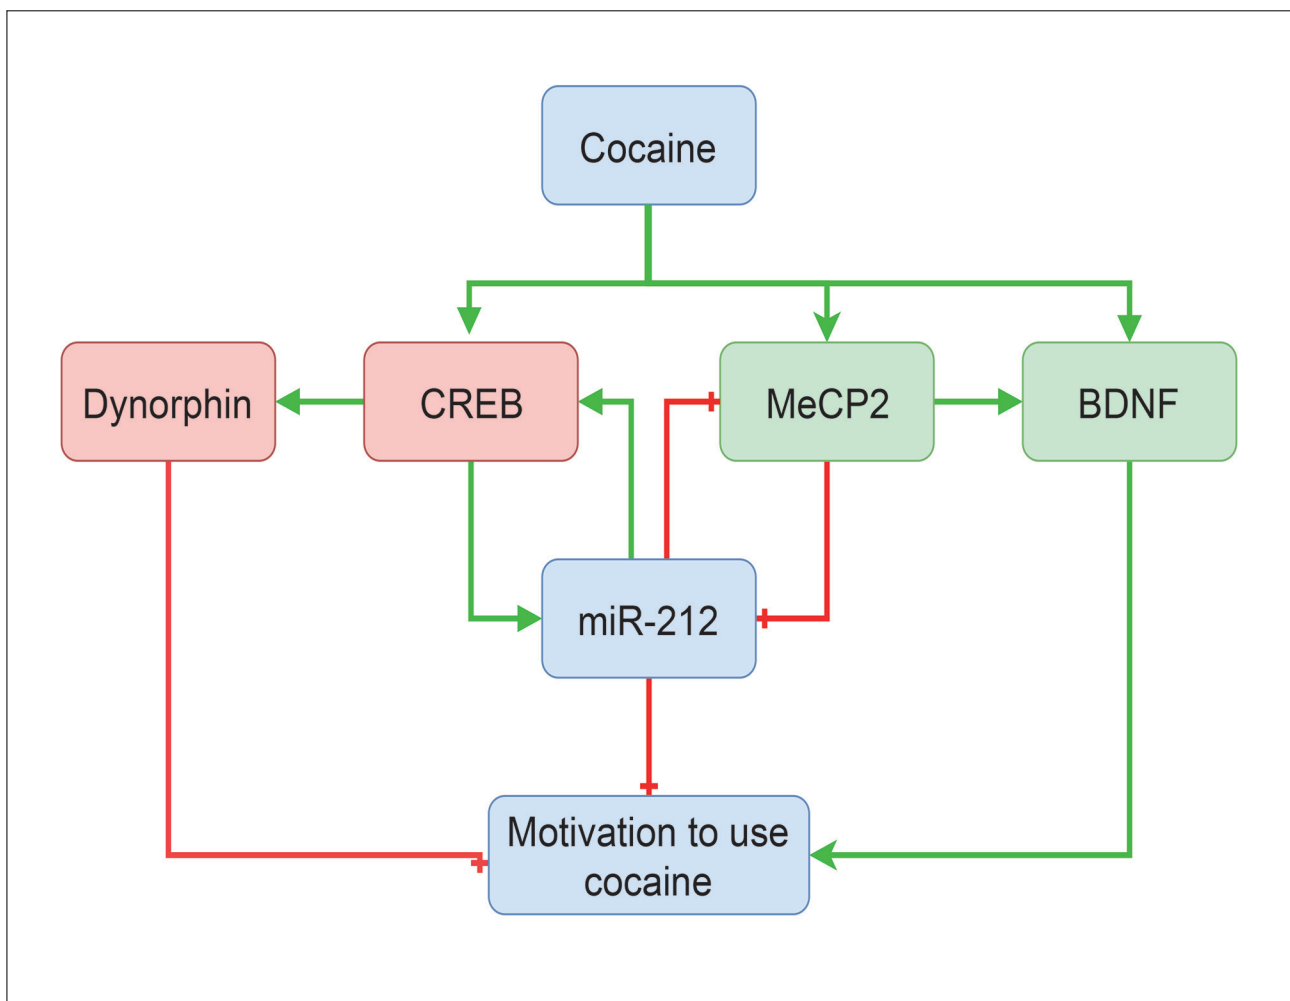 Cocaine
Dynorphin
CREB
MeCP2
BDNF
miR-212
Motivation to use
cocaine